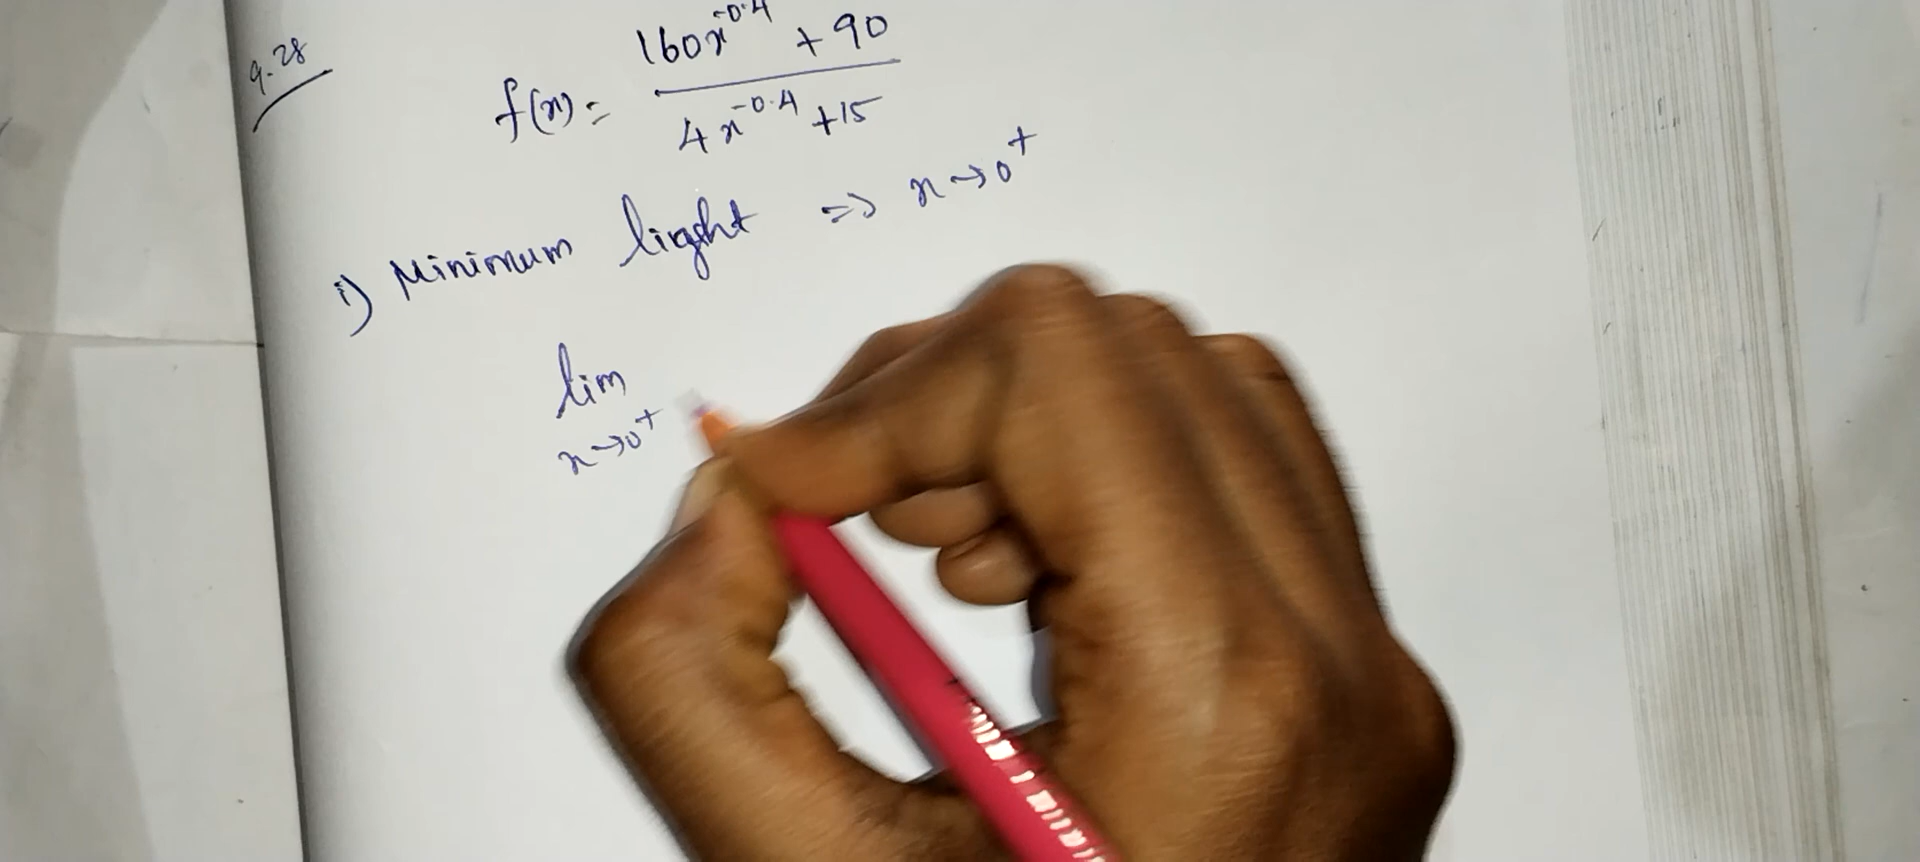 9.28
f(x) = (160x^-0.4 + 90) / (4x^-0.4 + 15)
i) Minimum light => x→0⁺
lim
x→0⁺